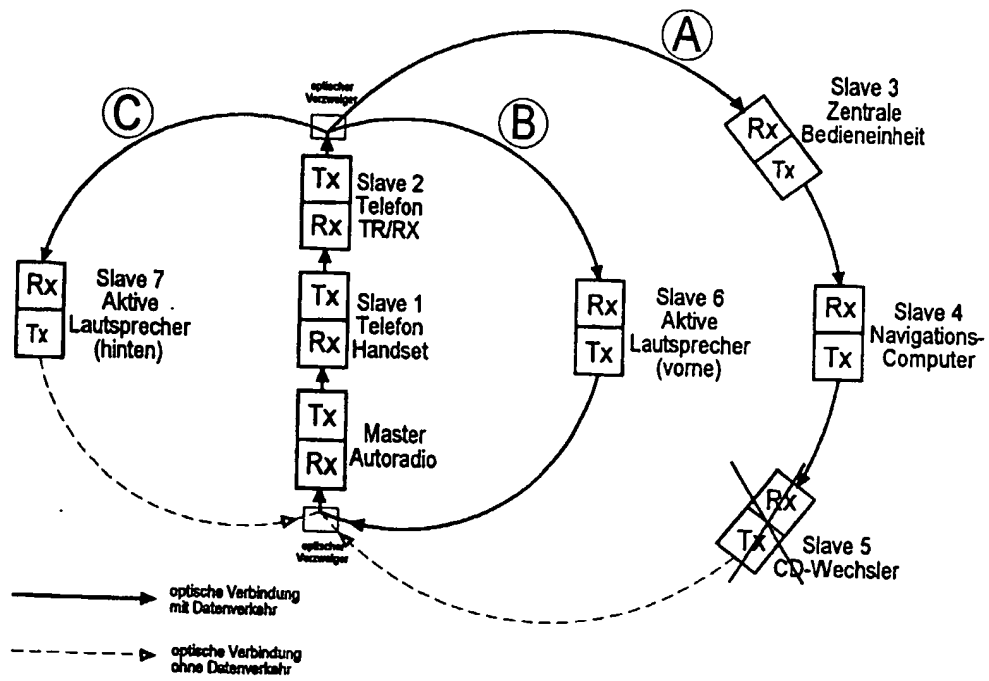 A
optischer
Verzweiger
C
B
Slave 3
Zentrale
Bedieneinheit
Rx
Tx
Tx
Rx
Slave 2
Telefon
TR/RX
Rx
Tx
Slave 7
Aktive
Lautsprecher
(hinten)
Tx
Rx
Slave 1
Telefon
Handset
Rx
Tx
Slave 6
Aktive
Lautsprecher
(vorne)
Rx
Tx
Slave 4
Navigations-
Computer
Tx
Rx
Master
Autoradio
Rx
Tx
Slave 5
CD-Wechsler
optischer
Verzweiger
optische Verbindung
mit Datenverkehr
optische Verbindung
ohne Datenverkehr